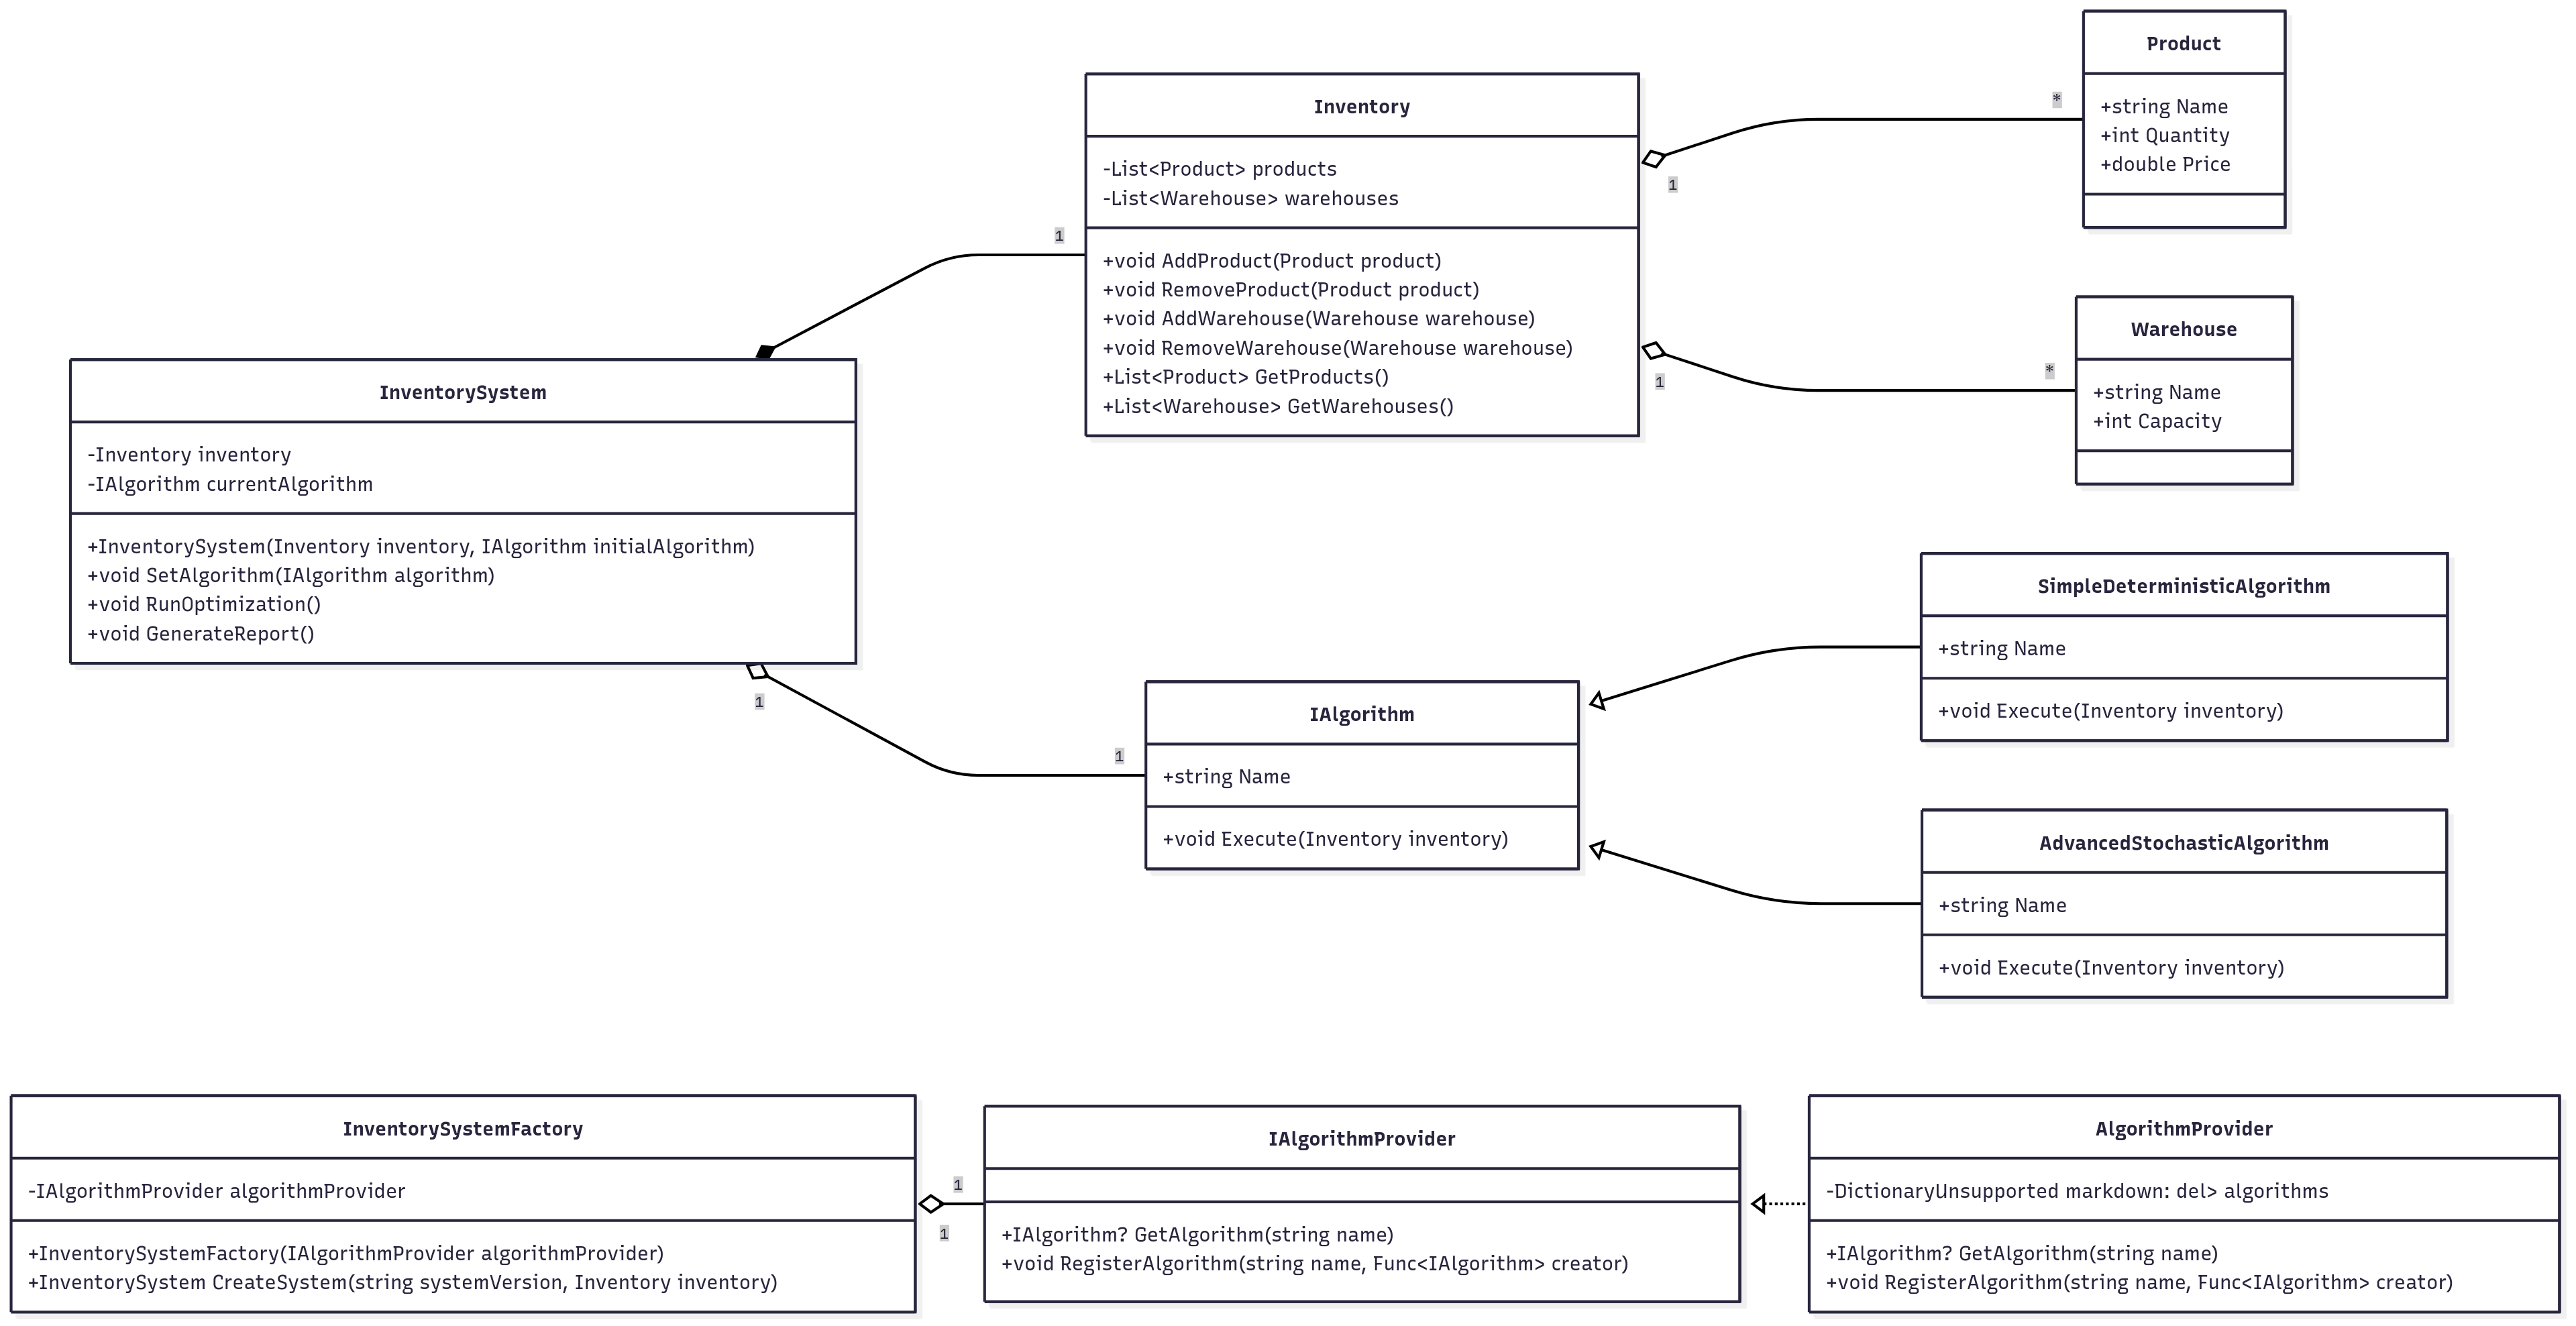 Product
+string Name
+int Quantity
+double Price
*
1
Inventory
-List<Product> products
-List<Warehouse> warehouses
+void AddProduct(Product product)
+void RemoveProduct(Product product)
+void AddWarehouse(Warehouse warehouse)
+void RemoveWarehouse(Warehouse warehouse)
+List<Product> GetProducts()
+List<Warehouse> GetWarehouses()
1
Warehouse
+string Name
+int Capacity
*
1
InventorySystem
-Inventory inventory
-IAlgorithm currentAlgorithm
+InventorySystem(Inventory inventory, IAlgorithm initialAlgorithm)
+void SetAlgorithm(IAlgorithm algorithm)
+void RunOptimization()
+void GenerateReport()
1
1
IAlgorithm
+string Name
+void Execute(Inventory inventory)
SimpleDeterministicAlgorithm
+string Name
+void Execute(Inventory inventory)
AdvancedStochasticAlgorithm
+string Name
+void Execute(Inventory inventory)
InventorySystemFactory
-IAlgorithmProvider algorithmProvider
+InventorySystemFactory(IAlgorithmProvider algorithmProvider)
+InventorySystem CreateSystem(string systemVersion, Inventory inventory)
1
1
IAlgorithmProvider
+IAlgorithm? GetAlgorithm(string name)
+void RegisterAlgorithm(string name, Func<IAlgorithm> creator)
AlgorithmProvider
-DictionaryUnsupported markdown: del> algorithms
+IAlgorithm? GetAlgorithm(string name)
+void RegisterAlgorithm(string name, Func<IAlgorithm> creator)